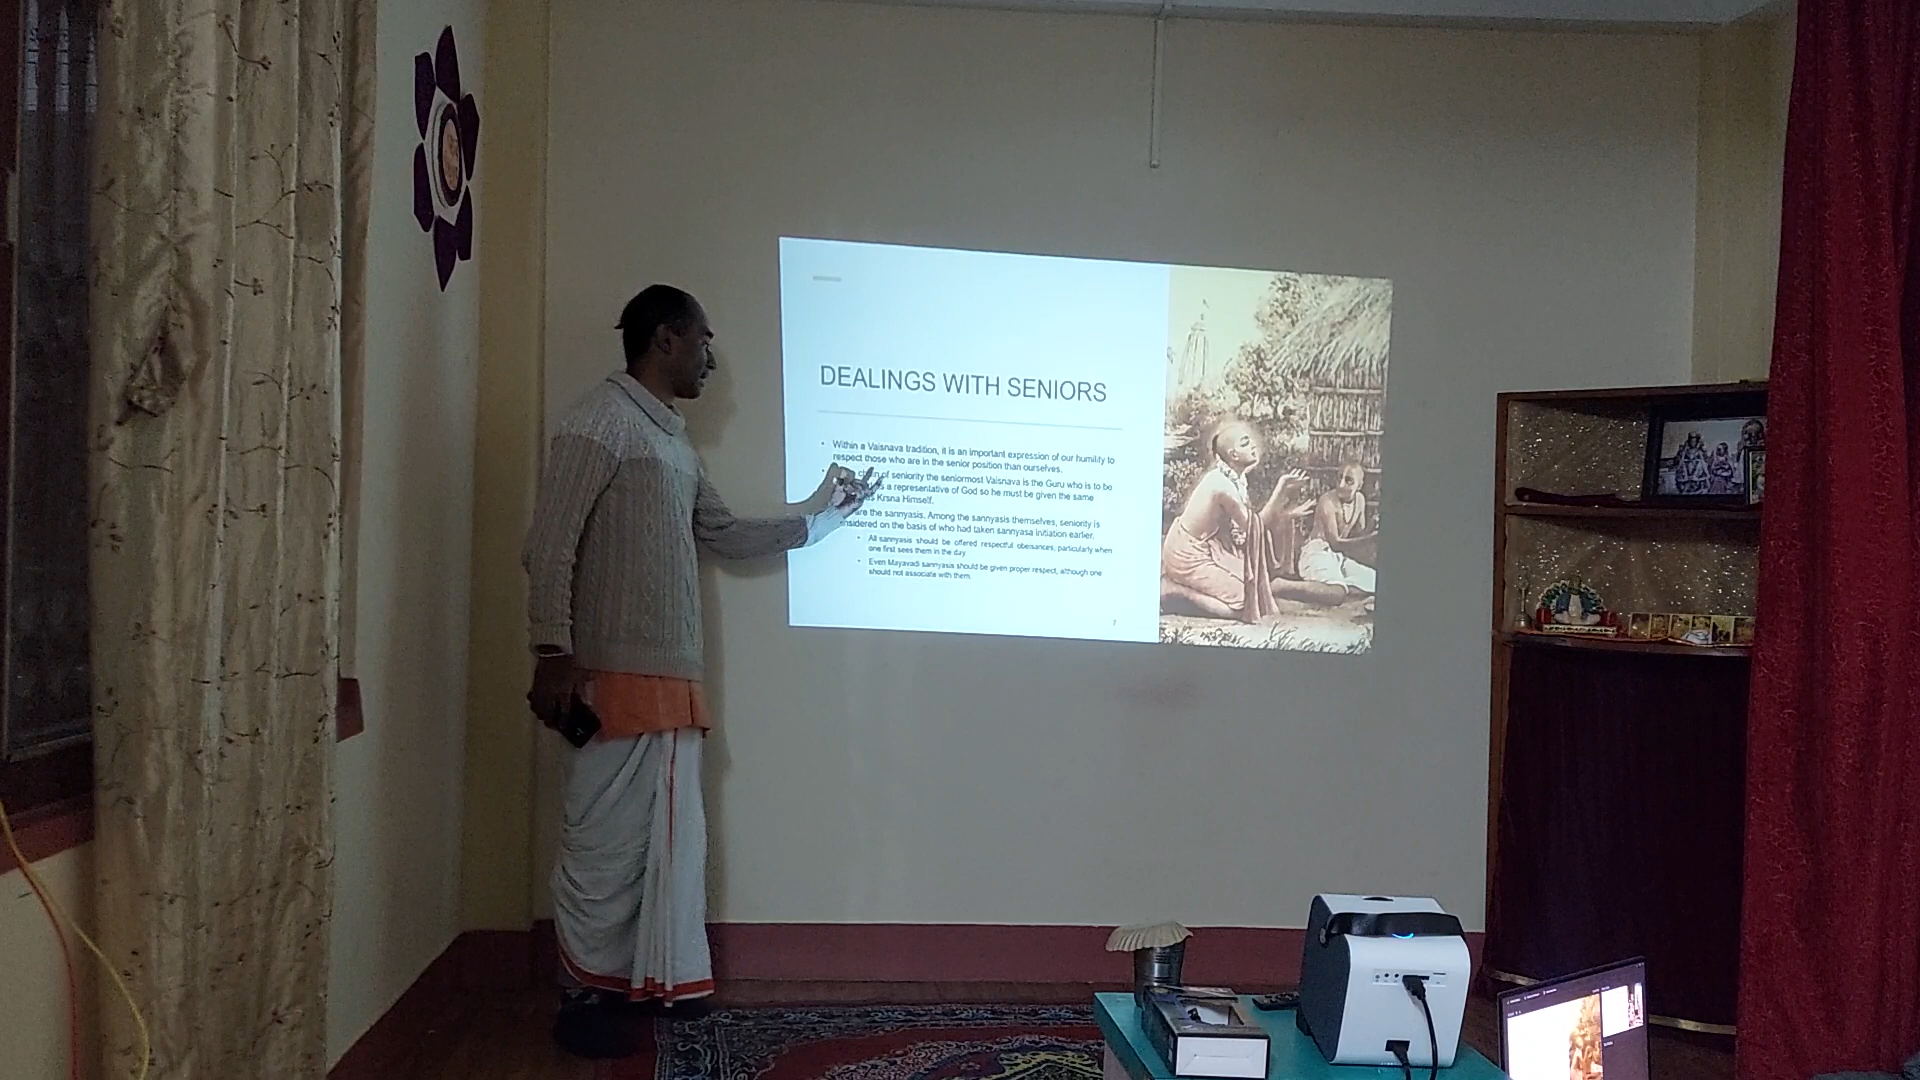 DEALINGS WITH SENIORS
• Within a Vaisnava tradition, it is an important expression of our humility to
respect those who are in the senior position than ourselves.
of seniority the seniormost Vaisnava is the Guru who is to be
as a representative of God so he must be given the same
as Krsna Himself.
are the sannyasis. Among the sannyasis themselves, seniority is
considered on the basis of who had taken sannyasa initiation earlier.
• All sannyasis should be offered respectful obeisances, particularly when
one first sees them in the day.
• Even Mayavadi sannyasis should be given proper respect, although one
should not associate with them.
7